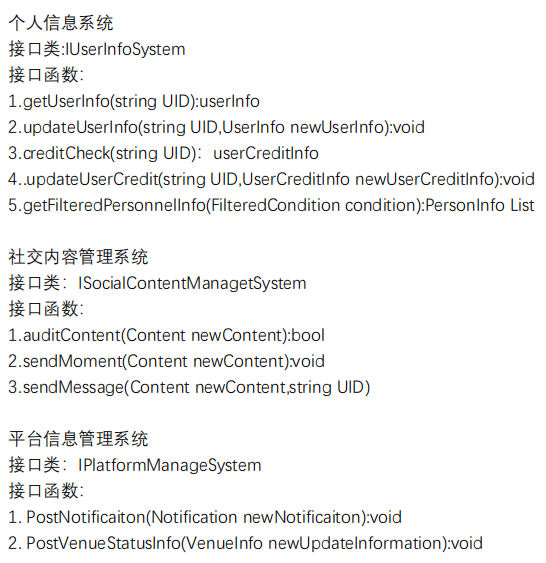 个人信息系统
接口类:IUserInfoSystem
接口函数：
1.getUserInfo(string UID):userInfo
2.updateUserInfo(string UID,UserInfo newUserInfo):void
3.creditCheck(string UID)：userCreditInfo
4..updateUserCredit(string UID,UserCreditInfo newUserCreditInfo):void
5.getFilteredPersonnelInfo(FilteredCondition condition):PersonInfo List
社交内容管理系统
接口类：ISocialContentManagetSystem
接口函数：
1.auditContent(Content newContent):bool
2.sendMoment(Content newContent):void
3.sendMessage(Content newContent,string UID)
平台信息管理系统
接口类：IPlatformManageSystem
接口函数：
1. PostNotificaiton(Notification newNotificaiton):void
2. PostVenueStatusInfo(VenueInfo newUpdateInformation):void